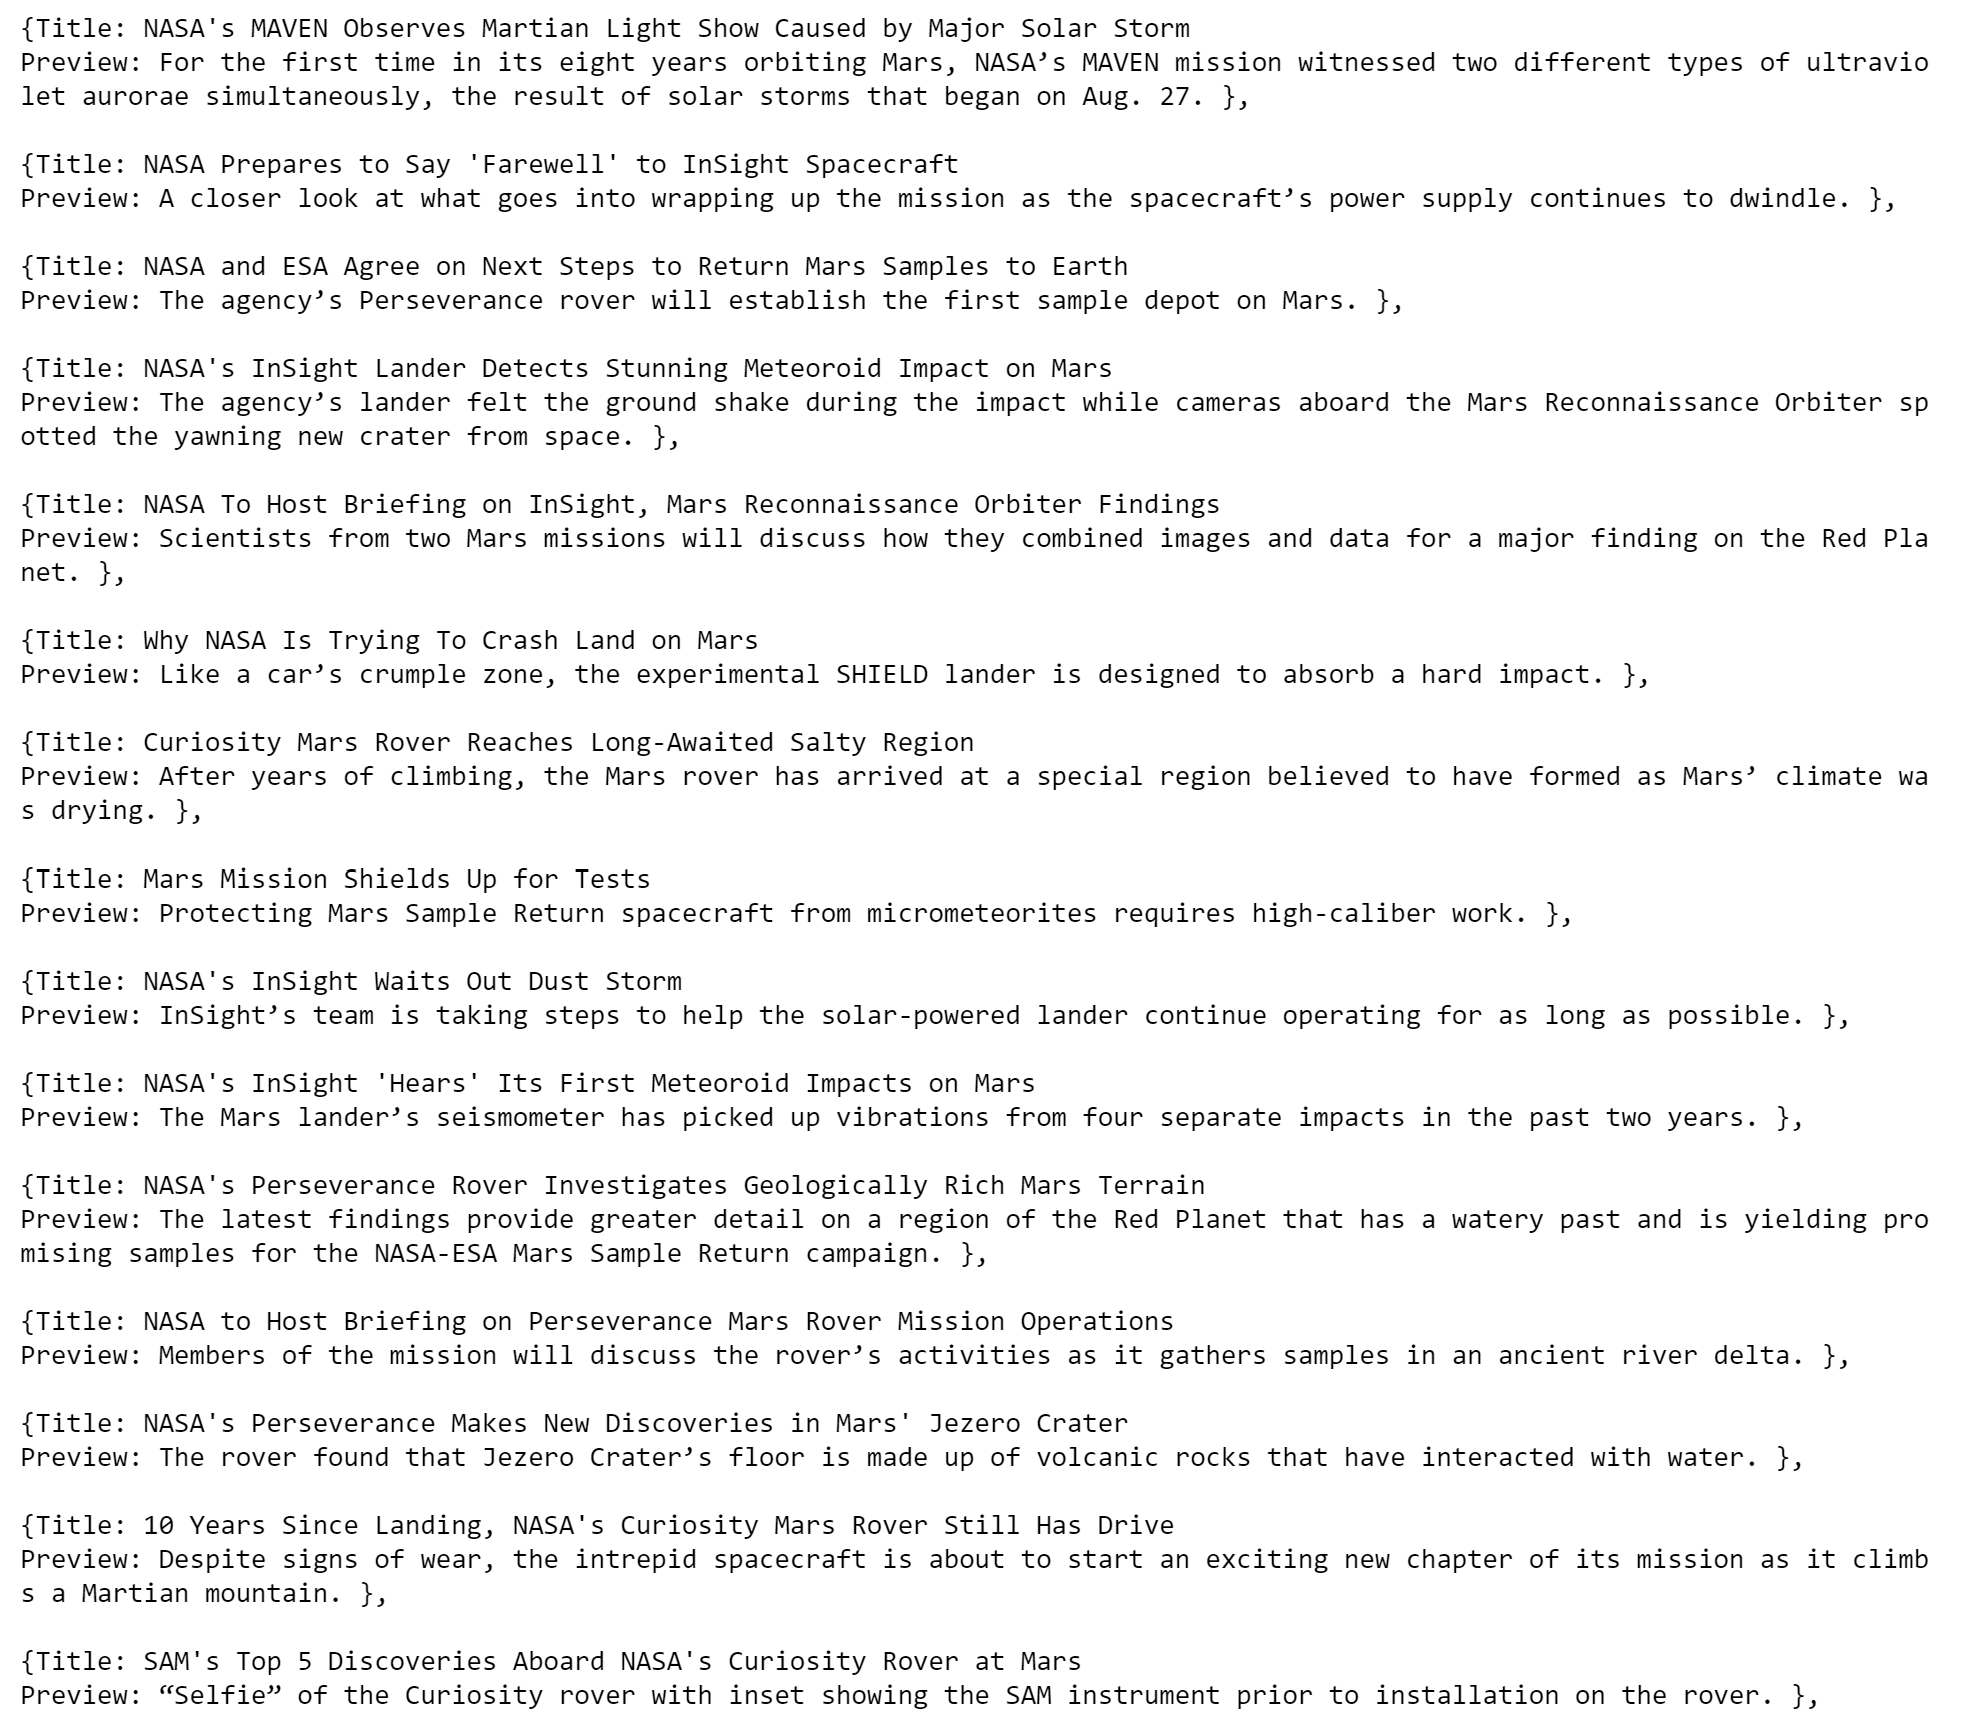 {Title: NASA's MAVEN Observes Martian Light Show Caused by Major Solar Storm
Preview: For the first time in its eight years orbiting Mars, NASA’s MAVEN mission witnessed two different types of ultravio
let aurorae simultaneously, the result of solar storms that began on Aug. 27. },
{Title: NASA Prepares to Say 'Farewell' to InSight Spacecraft
Preview: A closer look at what goes into wrapping up the mission as the spacecraft’s power supply continues to dwindle. },
{Title: NASA and ESA Agree on Next Steps to Return Mars Samples to Earth
Preview: The agency’s Perseverance rover will establish the first sample depot on Mars. },
{Title: NASA's InSight Lander Detects Stunning Meteoroid Impact on Mars
Preview: The agency’s lander felt the ground shake during the impact while cameras aboard the Mars Reconnaissance Orbiter sp
otted the yawning new crater from space. },
{Title: NASA To Host Briefing on InSight, Mars Reconnaissance Orbiter Findings
Preview: Scientists from two Mars missions will discuss how they combined images and data for a major finding on the Red Pla
net. },
{Title: Why NASA Is Trying To Crash Land on Mars
Preview: Like a car’s crumple zone, the experimental SHIELD lander is designed to absorb a hard impact. },
{Title: Curiosity Mars Rover Reaches Long-Awaited Salty Region
Preview: After years of climbing, the Mars rover has arrived at a special region believed to have formed as Mars’ climate wa
s drying. },
{Title: Mars Mission Shields Up for Tests
Preview: Protecting Mars Sample Return spacecraft from micrometeorites requires high-caliber work. },
{Title: NASA's InSight Waits Out Dust Storm
Preview: InSight’s team is taking steps to help the solar-powered lander continue operating for as long as possible. },
{Title: NASA's InSight 'Hears' Its First Meteoroid Impacts on Mars
Preview: The Mars lander’s seismometer has picked up vibrations from four separate impacts in the past two years. },
{Title: NASA's Perseverance Rover Investigates Geologically Rich Mars Terrain
Preview: The latest findings provide greater detail on a region of the Red Planet that has a watery past and is yielding pro
mising samples for the NASA-ESA Mars Sample Return campaign. },
{Title: NASA to Host Briefing on Perseverance Mars Rover Mission Operations
Preview: Members of the mission will discuss the rover’s activities as it gathers samples in an ancient river delta. },
{Title: NASA's Perseverance Makes New Discoveries in Mars' Jezero Crater
Preview: The rover found that Jezero Crater’s floor is made up of volcanic rocks that have interacted with water. },
{Title: 10 Years Since Landing, NASA's Curiosity Mars Rover Still Has Drive
Preview: Despite signs of wear, the intrepid spacecraft is about to start an exciting new chapter of its mission as it climb
s a Martian mountain. },
{Title: SAM's Top 5 Discoveries Aboard NASA's Curiosity Rover at Mars
Preview: “Selfie” of the Curiosity rover with inset showing the SAM instrument prior to installation on the rover. },